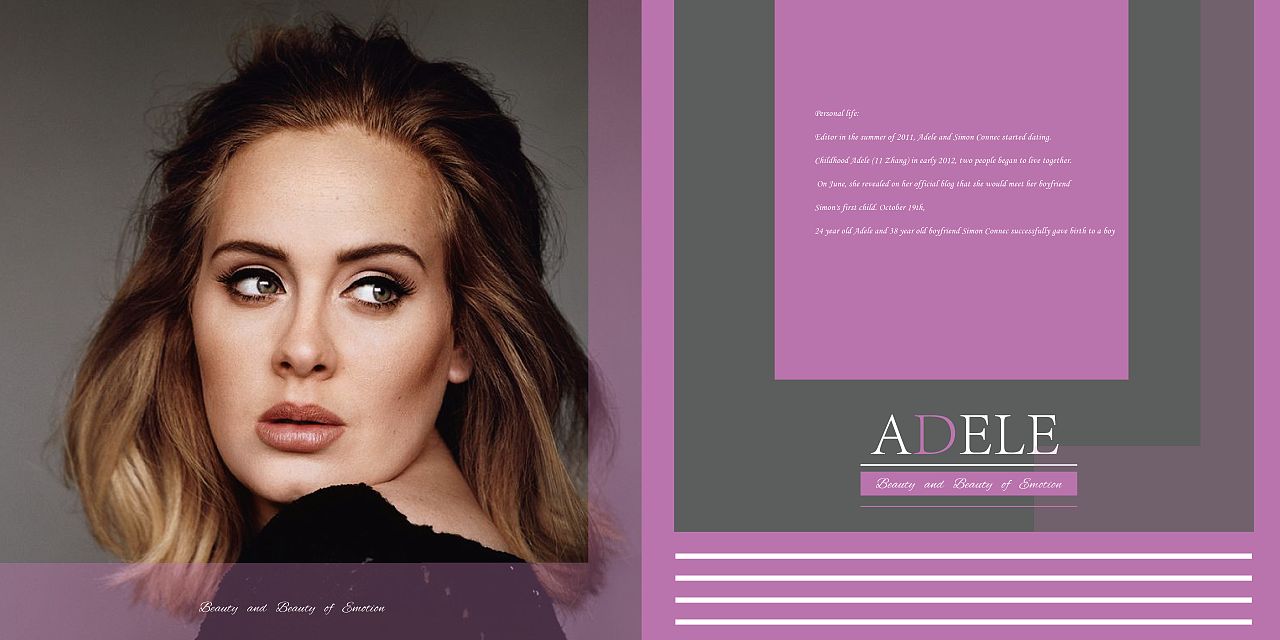 Beauty and Beauty of Emotion
Personal life:
Editor in the summer of 2011, Adele and Simon Connec started dating.
Childhood Adele (11 Zhang) in early 2012, two people began to live together.
On June, she revealed on her official blog that she would meet her boyfriend
Simon's first child. October 19th,
24 year old Adele and 38 year old boyfriend Simon Connec successfully gave birth to a boy
ADELE
Beauty and Beauty of Emotion